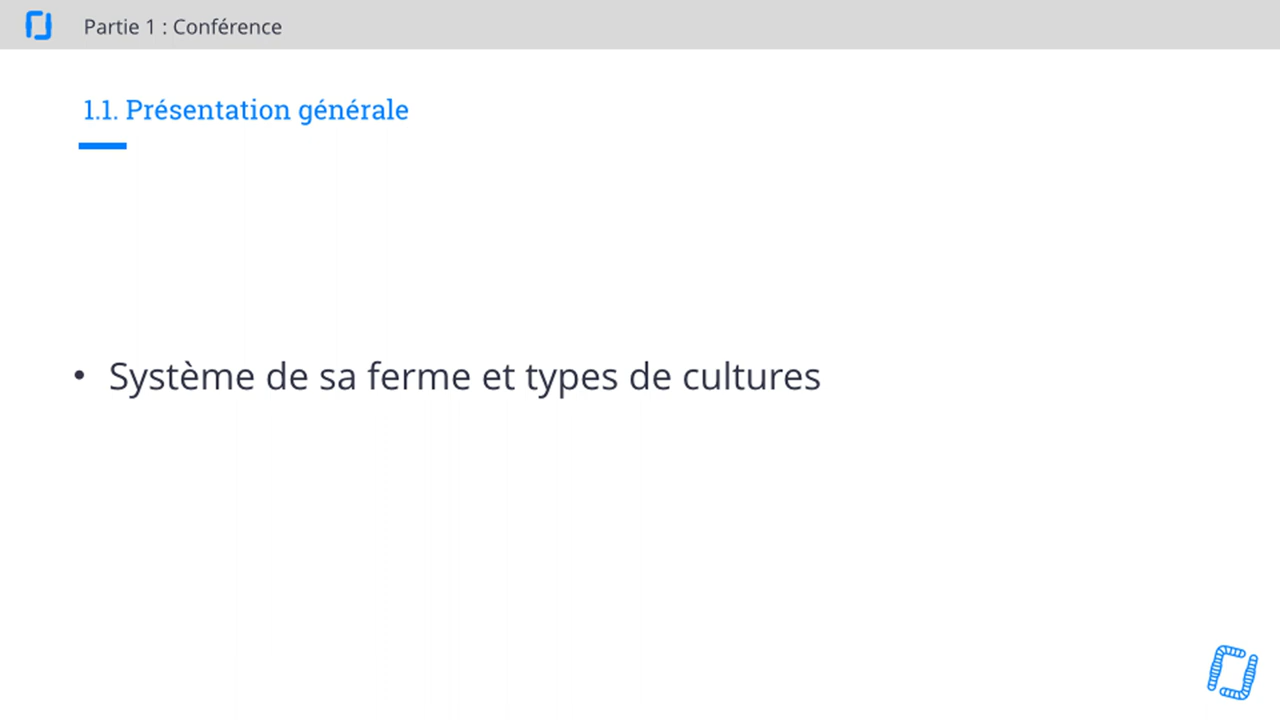 Partie 1 : Conférence
1.1. Présentation générale
• Système de sa ferme et types de cultures